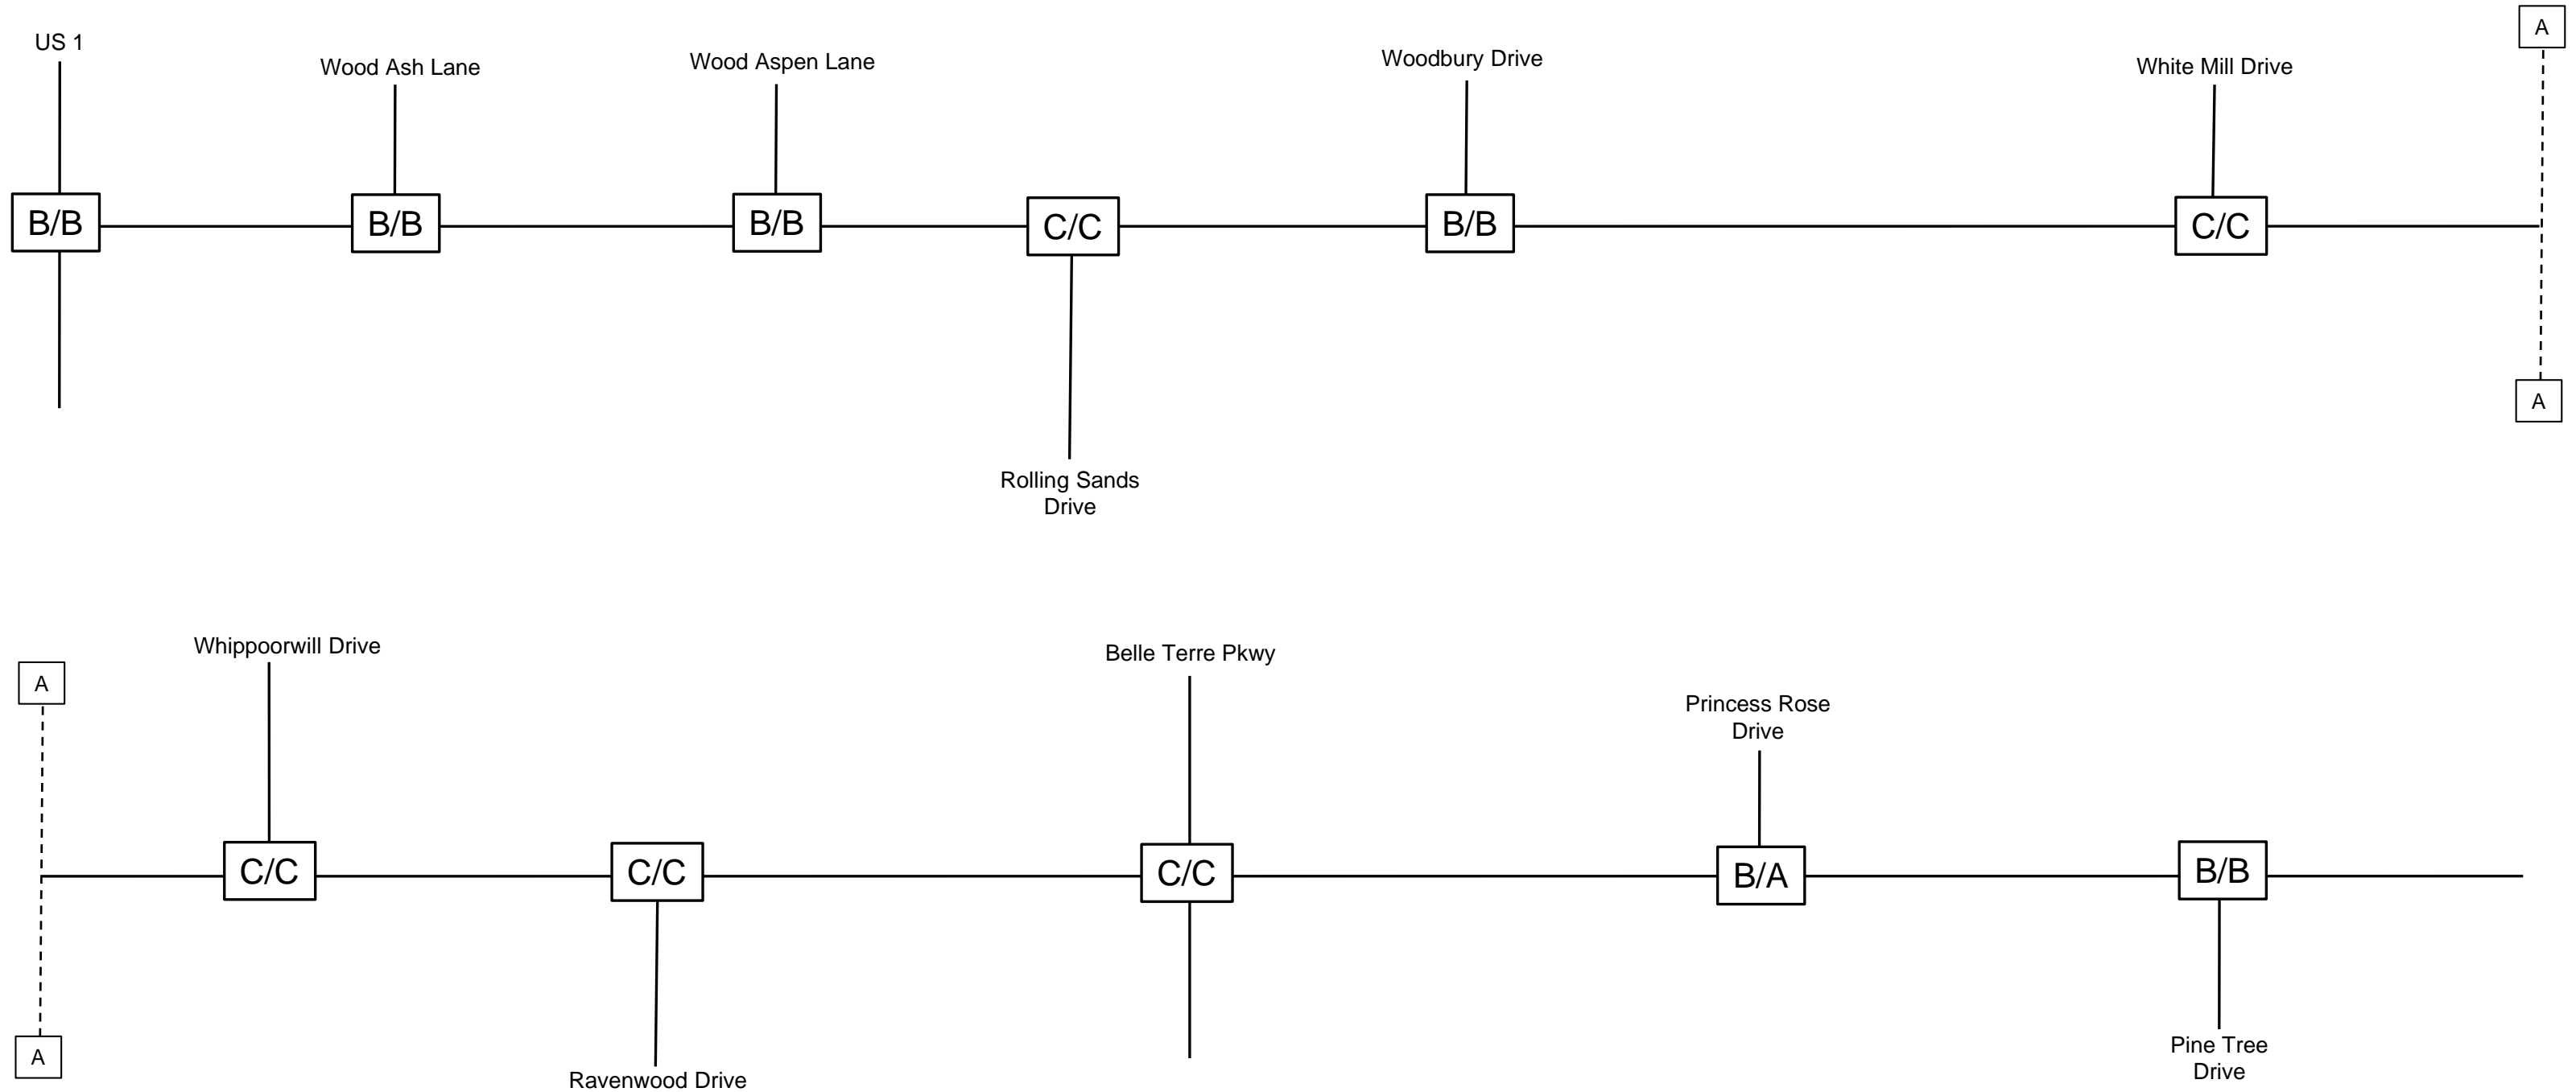 US 1
Wood Ash Lane
Wood Aspen Lane
Woodbury Drive
White Mill Drive
A
B/B
B/B
B/B
C/C
B/B
C/C
A
Rolling Sands
Drive
Whippoorwill Drive
Belle Terre Pkwy
A
Princess Rose
Drive
C/C
C/C
C/C
B/A
B/B
A
Ravenwood Drive
Pine Tree
Drive